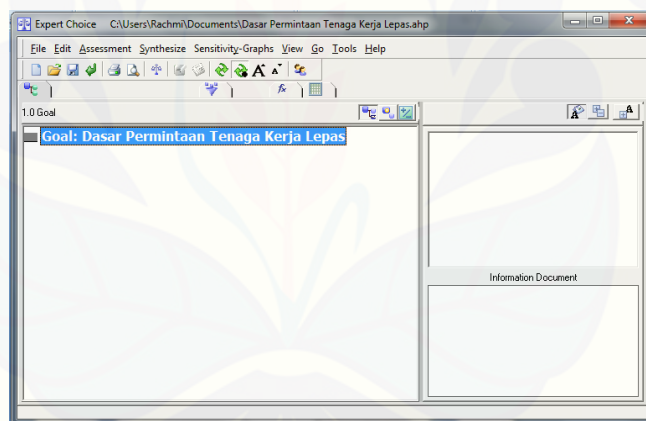 Expert Choice C:\Users\Rachmi\Documents\Dasar Permintaan Tenaga Kerja Lepas.ahp
File Edit Assessment Synthesize Sensitivity-Graphs View Go Tools Help
1.0 Goal
Goal: Dasar Permintaan Tenaga Kerja Lepas
Information Document